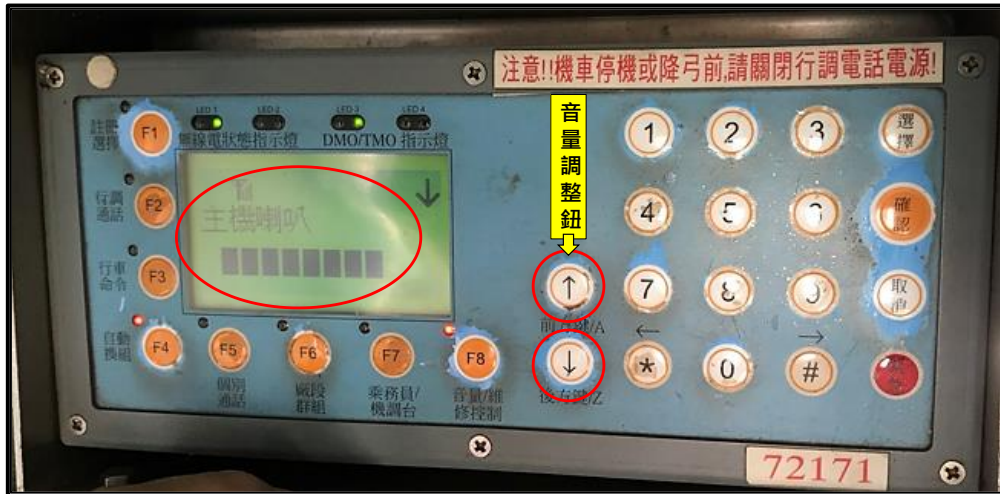 注意!!機車停機或降弓前,請關閉行調電話電源!
音量調整鈕
LED 1
LED 2
LED 3
LED 4
無線電狀態指示燈
DMO/TMO 指示燈
註冊選擇
F1
行調通話
F2
行車命令
F3
自動換組
F4
主機喇叭
↓
F5
個別通話
F6
廠段群組
F7
乘務員/機調台
F8
音量/維修控制
↑
前方鍵/A
↓
後方鍵/Z
1
2
3
選擇
4
5
6
確認
7
8
9
取消
←
→
*
0
#
72171